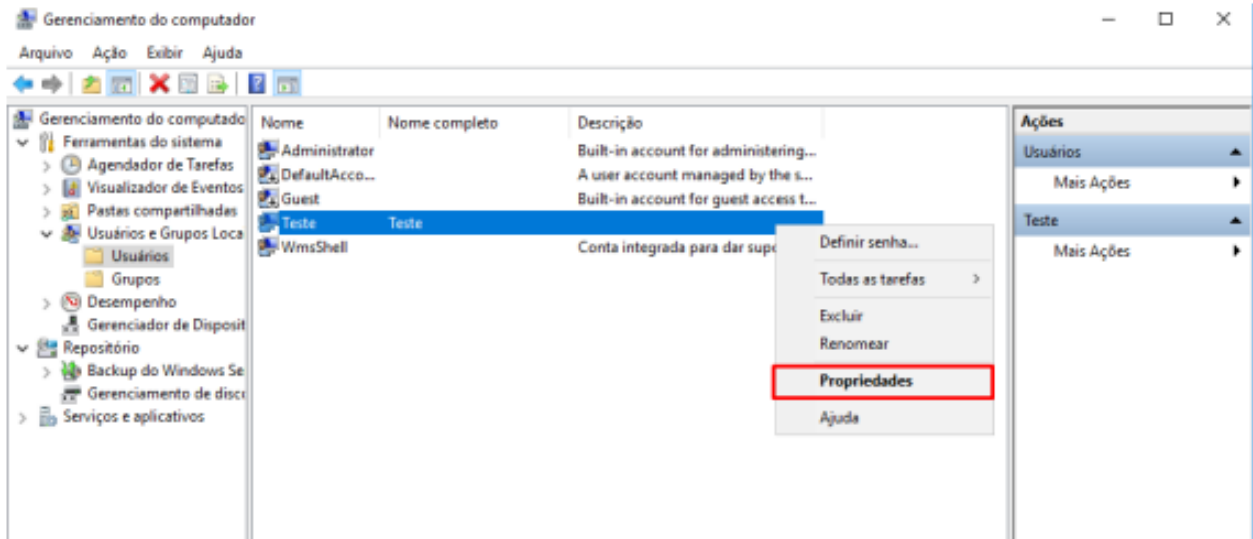 Gerenciamento do computador
Arquivo Ação Exibir Ajuda
Gerenciamento do computado
Ferramentas do sistema
Agendador de Tarefas
Visualizador de Eventos
Pastas compartilhadas
Usuários e Grupos Loca
Usuários
Grupos
Desempenho
Gerenciador de Disposit
Repositório
Backup do Windows Se
Gerenciamento de disco
Serviços e aplicativos
Nome Nome completo Descrição
Administrator Built-in account for administering...
DefaultAcco... A user account managed by the s...
Guest Built-in account for guest access t...
Teste Teste
WmsShell Conta integrada para dar supo
Definir senha...
Todas as tarefas
Excluir
Renomear
Propriedades
Ajuda
Ações
Usuários
Mais Ações
Teste
Mais Ações